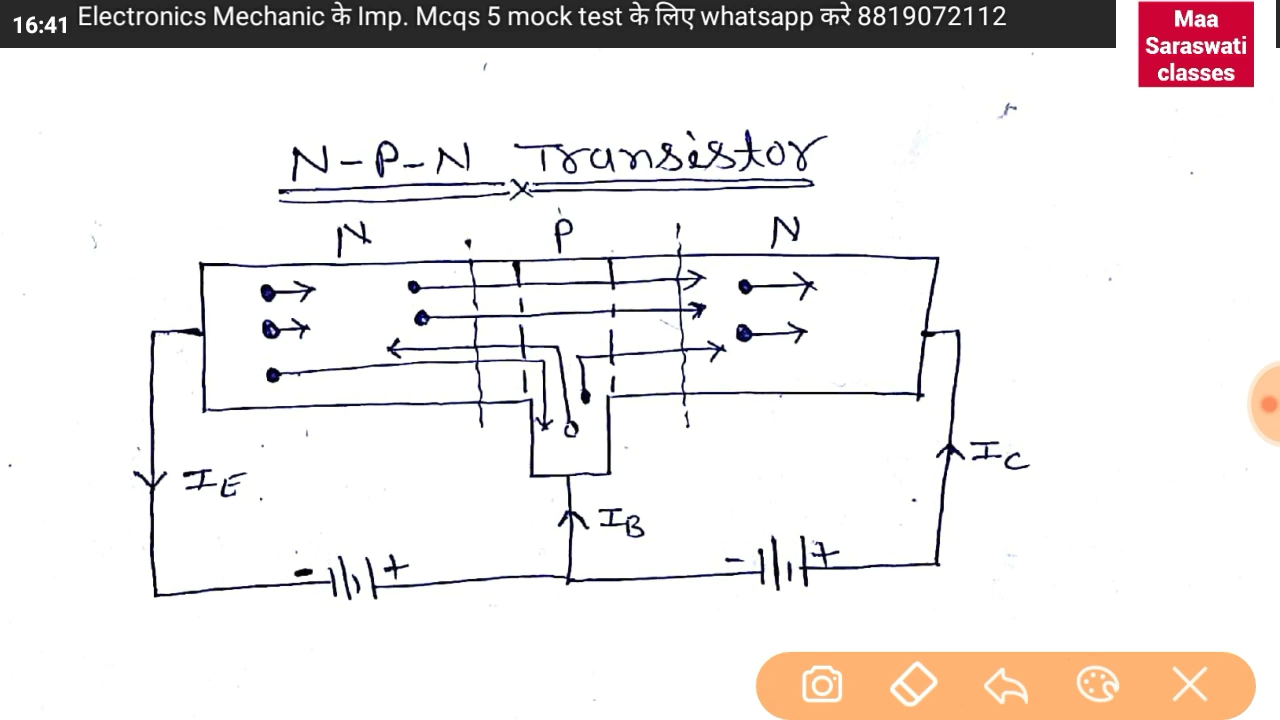 16:41 Electronics Mechanic के Imp. Mcqs 5 mock test के लिए whatsapp करे 8819072112
Maa
Saraswati
classes
N-P-N Transistor
N P N
IE
IC
IB
- + - +